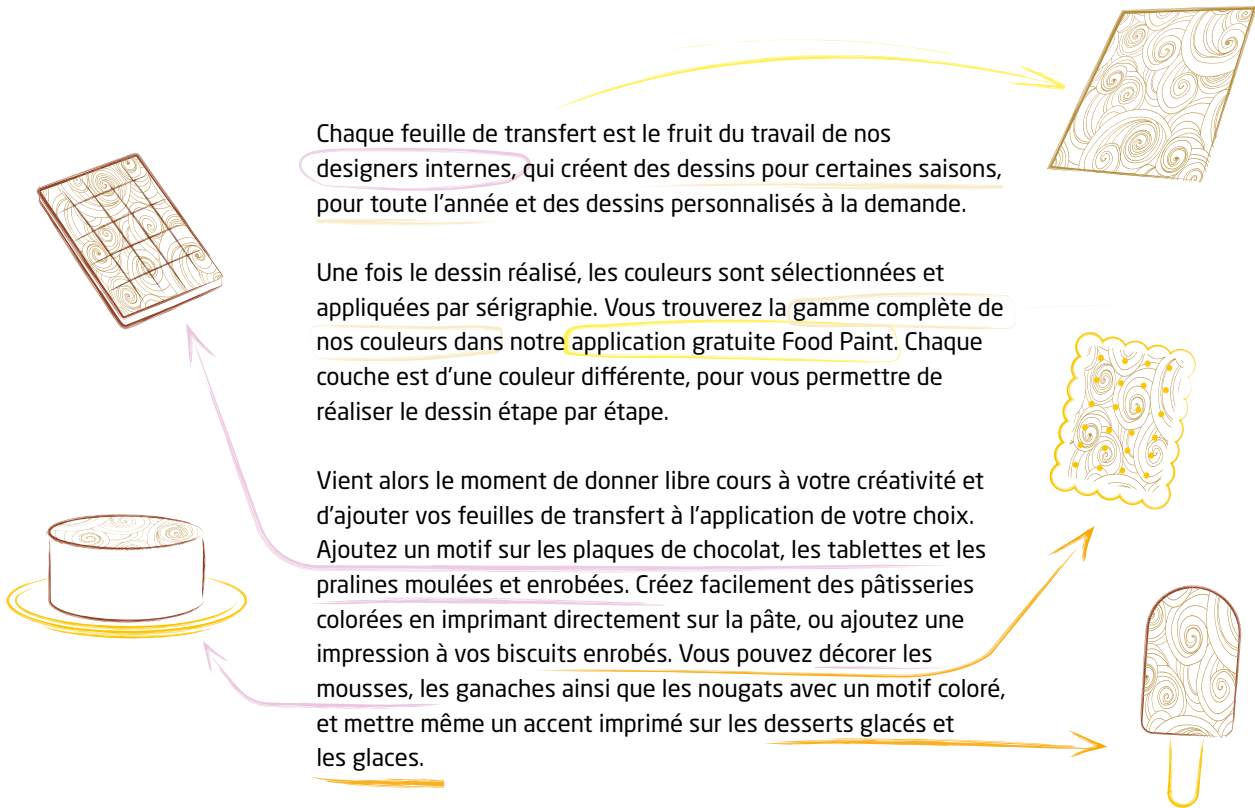 Chaque feuille de transfert est le fruit du travail de nos
designers internes, qui créent des dessins pour certaines saisons,
pour toute l'année et des dessins personnalisés à la demande.
Une fois le dessin réalisé, les couleurs sont sélectionnées et
appliquées par sérigraphie. Vous trouverez la gamme complète de
nos couleurs dans notre application gratuite Food Paint. Chaque
couche est d'une couleur différente, pour vous permettre de
réaliser le dessin étape par étape.
Vient alors le moment de donner libre cours à votre créativité et
d'ajouter vos feuilles de transfert à l'application de votre choix.
Ajoutez un motif sur les plaques de chocolat, les tablettes et les
pralines moulées et enrobées. Créez facilement des pâtisseries
colorées en imprimant directement sur la pâte, ou ajoutez une
impression à vos biscuits enrobés. Vous pouvez décorer les
mousses, les ganaches ainsi que les nougats avec un motif coloré,
et mettre même un accent imprimé sur les desserts glacés et
les glaces.